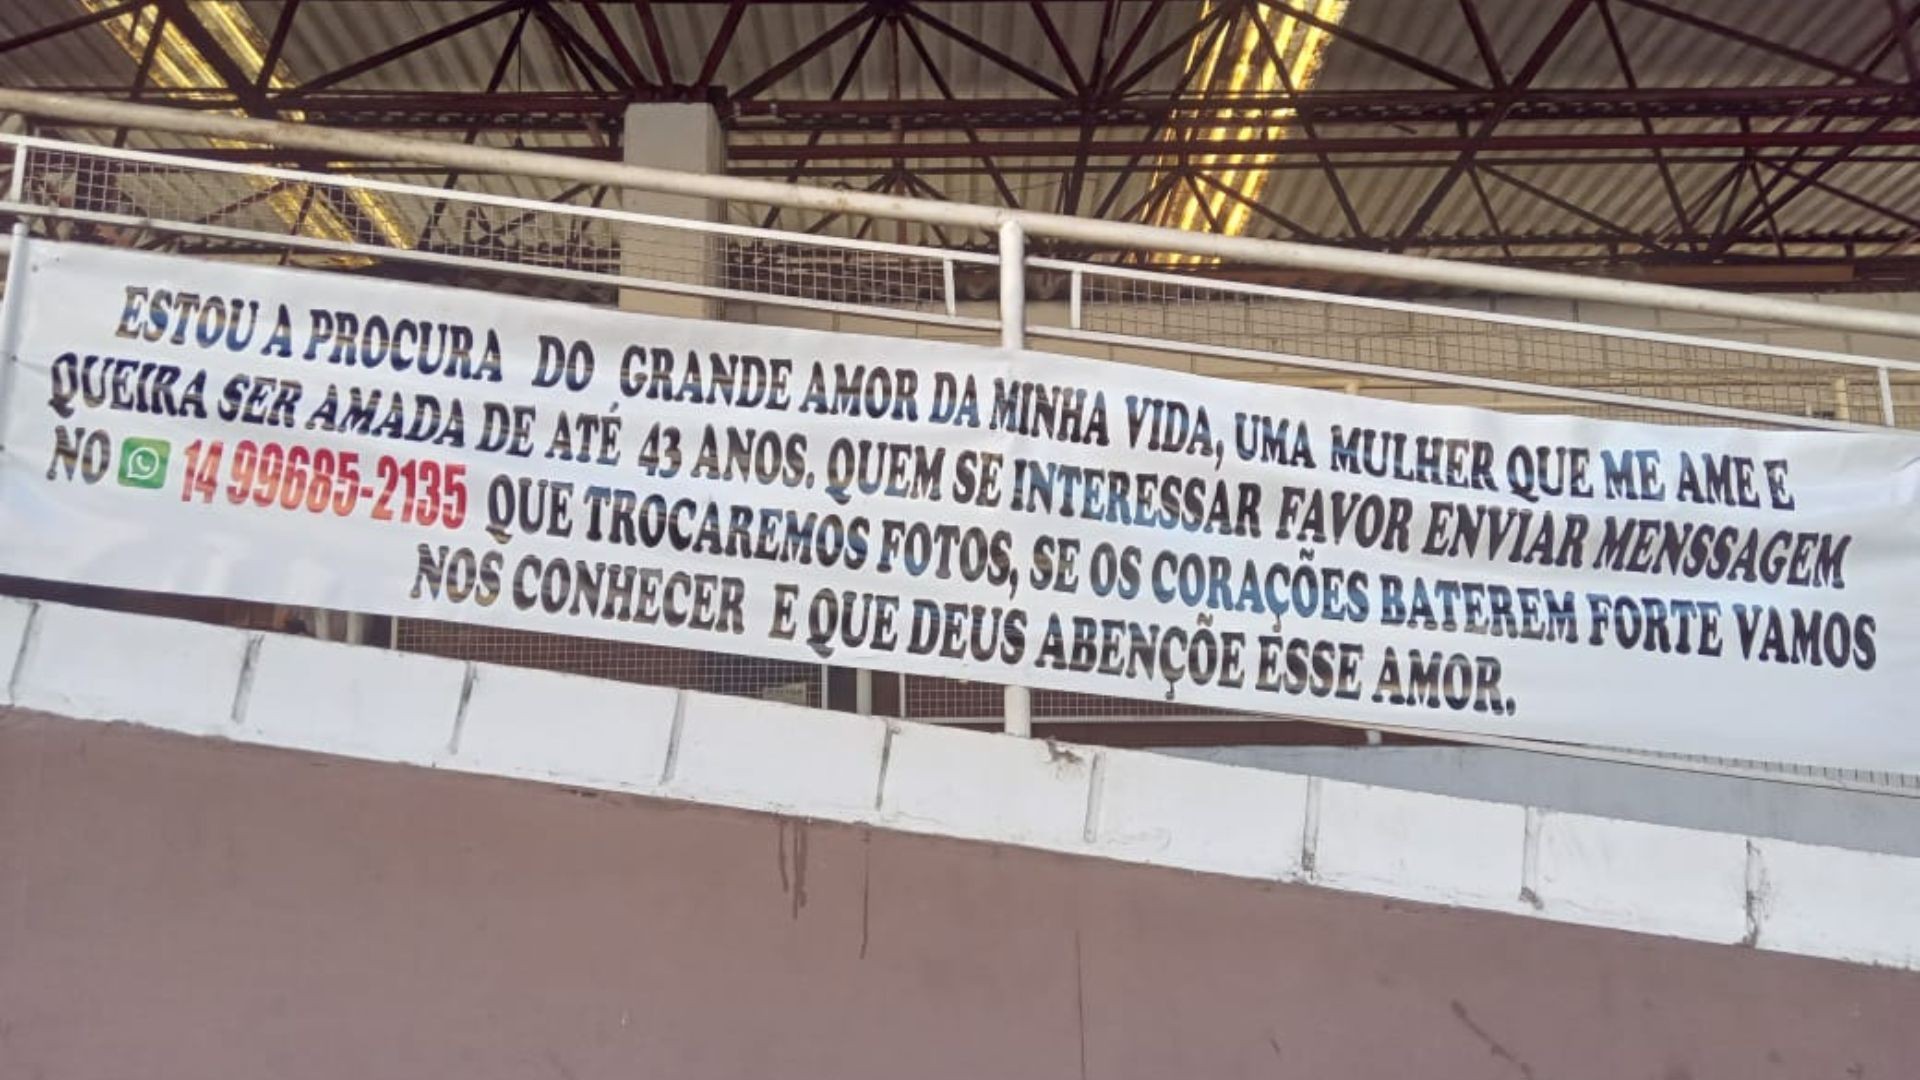 ESTOU A PROCURA DO GRANDE AMOR DA MINHA VIDA, UMA MULHER QUE ME AME E
QUEIRA SER AMADA DE ATÉ 43 ANOS. QUEM SE INTERESSAR FAVOR ENVIAR MENSSAGEM
NO 14 99685-2135 QUE TROCAREMOS FOTOS, SE OS CORAÇÕES BATEREM FORTE VAMOS
NOS CONHECER E QUE DEUS ABENÇÕE ESSE AMOR.